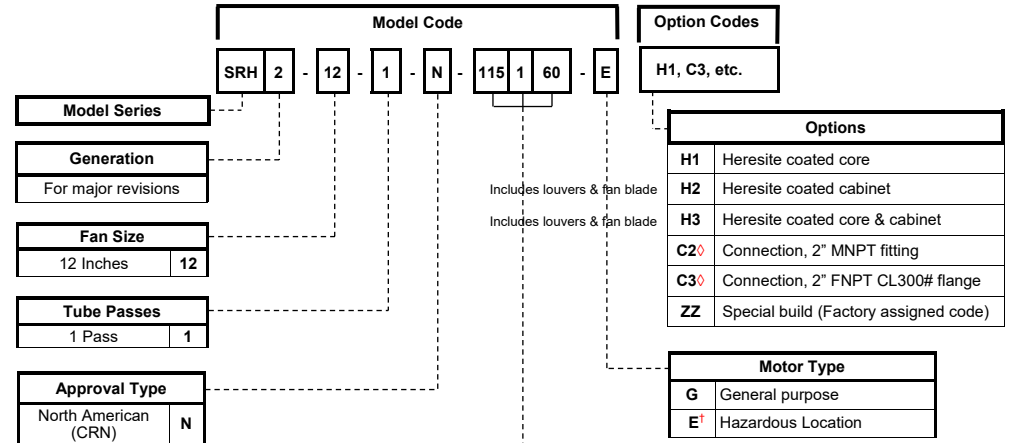 Model Code
Option Codes
SRH 2 - 12 - 1 - N - 115 1 60 - E
H1, C3, etc.
Model Series
Generation
For major revisions
Fan Size
12 Inches 12
Tube Passes
1 Pass 1
Approval Type
North American
(CRN) N
Options
H1 Heresite coated core
Includes louvers & fan blade H2 Heresite coated cabinet
Includes louvers & fan blade H3 Heresite coated core & cabinet
C2◊ Connection, 2” MNPT fitting
C3◊ Connection, 2” FNPT CL300# flange
ZZ Special build (Factory assigned code)
Motor Type
G General purpose
E† Hazardous Location